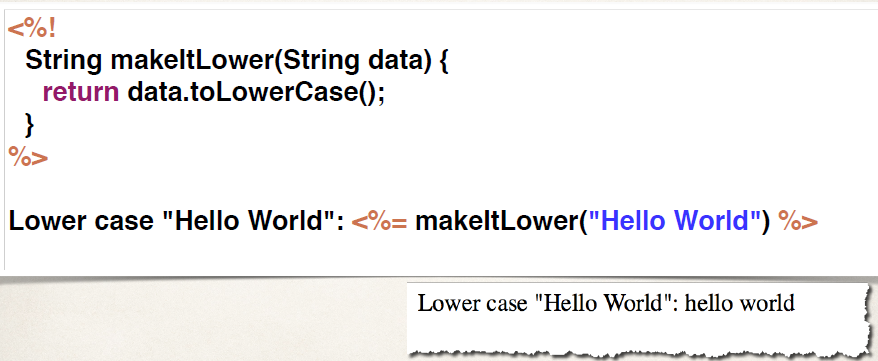 <%!
String makeItLower(String data) {
return data.toLowerCase();
}
%>
Lower case "Hello World": <%= makeItLower("Hello World") %>
Lower case "Hello World": hello world